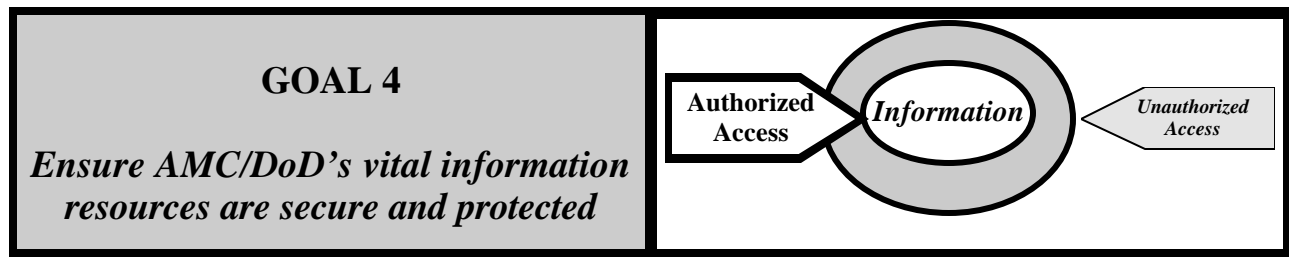 GOAL 4
Ensure AMC/DoD’s vital information
resources are secure and protected
Authorized
Access
Information
Unauthorized
Access